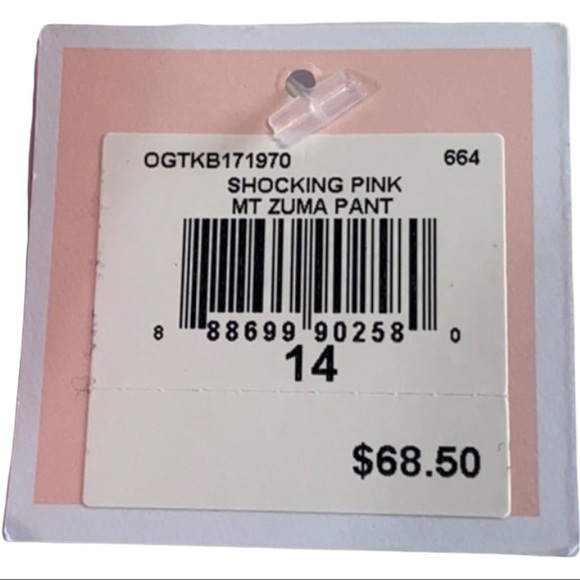 OGTKB171970 664
SHOCKING PINK
MT ZUMA PANT
8 88699 90258 0
14
$68.50